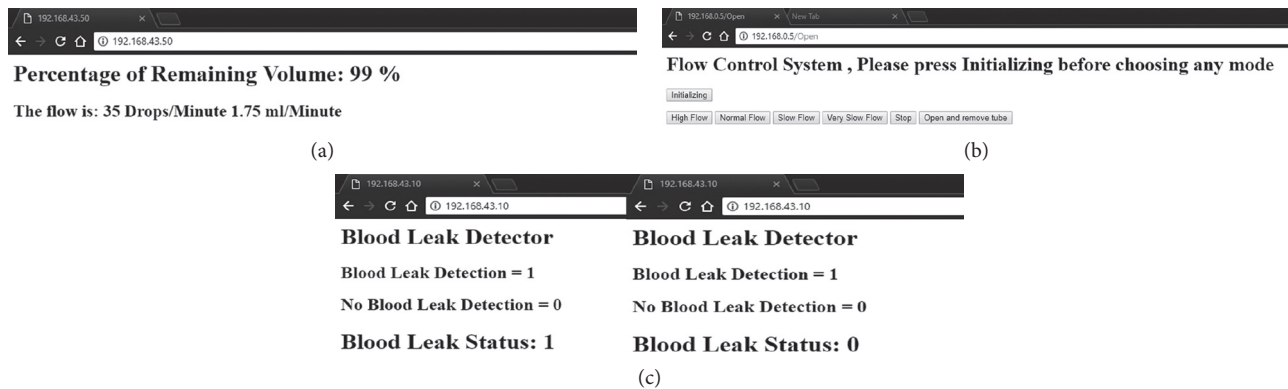 192.168.43.50
192.168.43.50
Percentage of Remaining Volume: 99 %
The flow is: 35 Drops/Minute 1.75 ml/Minute
(a)
192.168.0.5/Open New Tab
192.168.0.5/Open
Flow Control System , Please press Initializing before choosing any mode
Initializing
High Flow Normal Flow Slow Flow Very Slow Flow Stop Open and remove tube
(b)
192.168.43.10
192.168.43.10
Blood Leak Detector
Blood Leak Detection = 1
No Blood Leak Detection = 0
Blood Leak Status: 1
192.168.43.10
192.168.43.10
Blood Leak Detector
Blood Leak Detection = 1
No Blood Leak Detection = 0
Blood Leak Status: 0
(c)